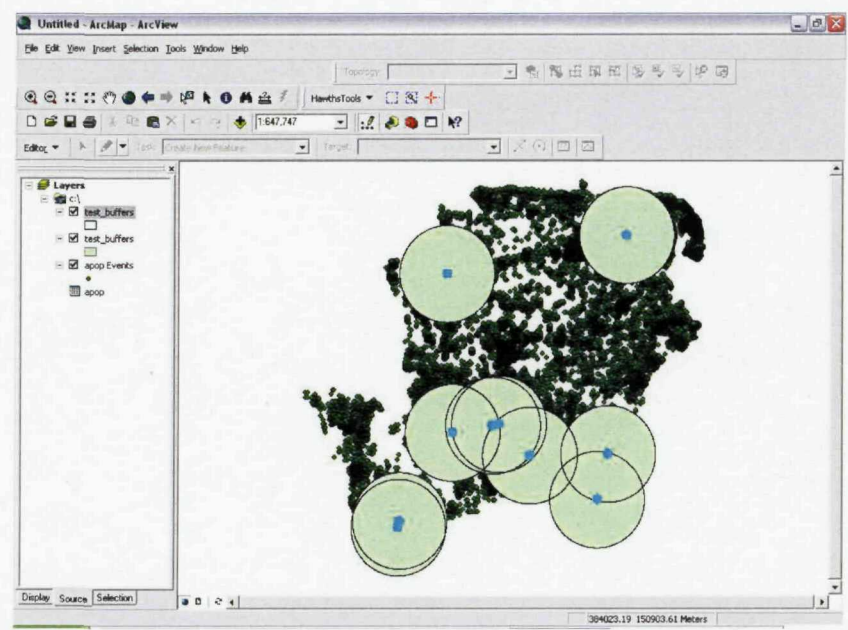 Untitled - ArcMap - ArcView
File Edit View Insert Selection Tools Window Help
Topology:
HawthsTools
1:647,747
Editor Task: Create New Feature Target:
Layers
c:\
test_buffers
test_buffers
apop Events
apop
Display Source Selection
384023.19 150903.61 Meters